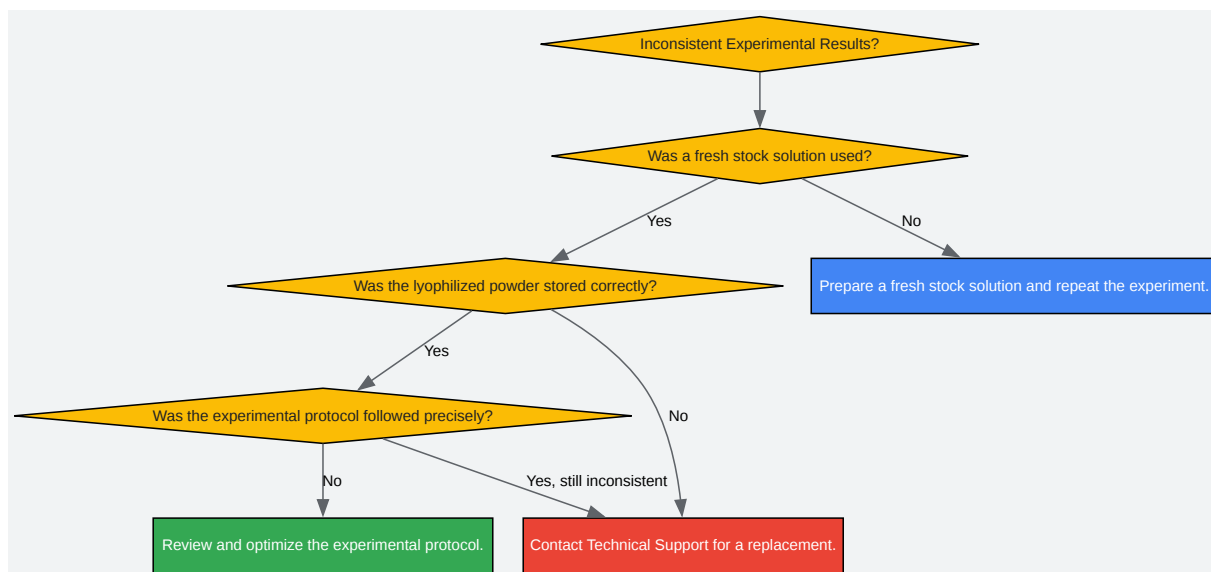 Inconsistent Experimental Results?
Was a fresh stock solution used?
Yes
No
Was the lyophilized powder stored correctly?
Prepare a fresh stock solution and repeat the experiment.
Yes
Was the experimental protocol followed precisely?
No
No
Yes, still inconsistent
Review and optimize the experimental protocol.
Contact Technical Support for a replacement.